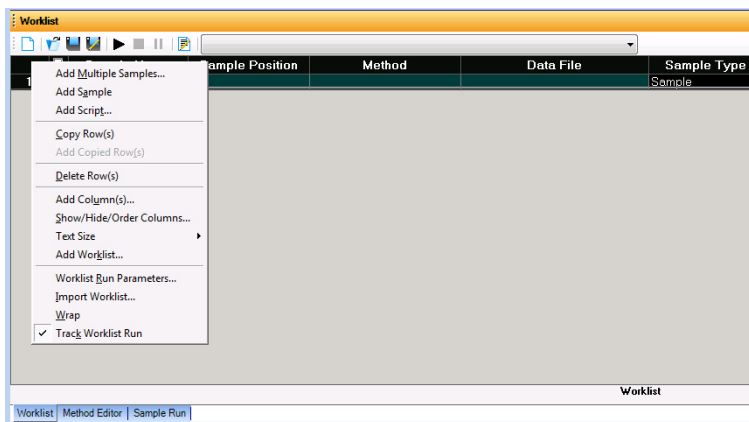 Worklist
Sample Position Method Data File Sample Type
1 Sample
Add Multiple Samples...
Add Sample
Add Script...
Copy Row(s)
Add Copied Row(s)
Delete Row(s)
Add Column(s)...
Show/Hide/Order Columns...
Text Size
Add Worklist...
Worklist Run Parameters...
Import Worklist...
Wrap
Track Worklist Run
Worklist
Worklist Method Editor Sample Run